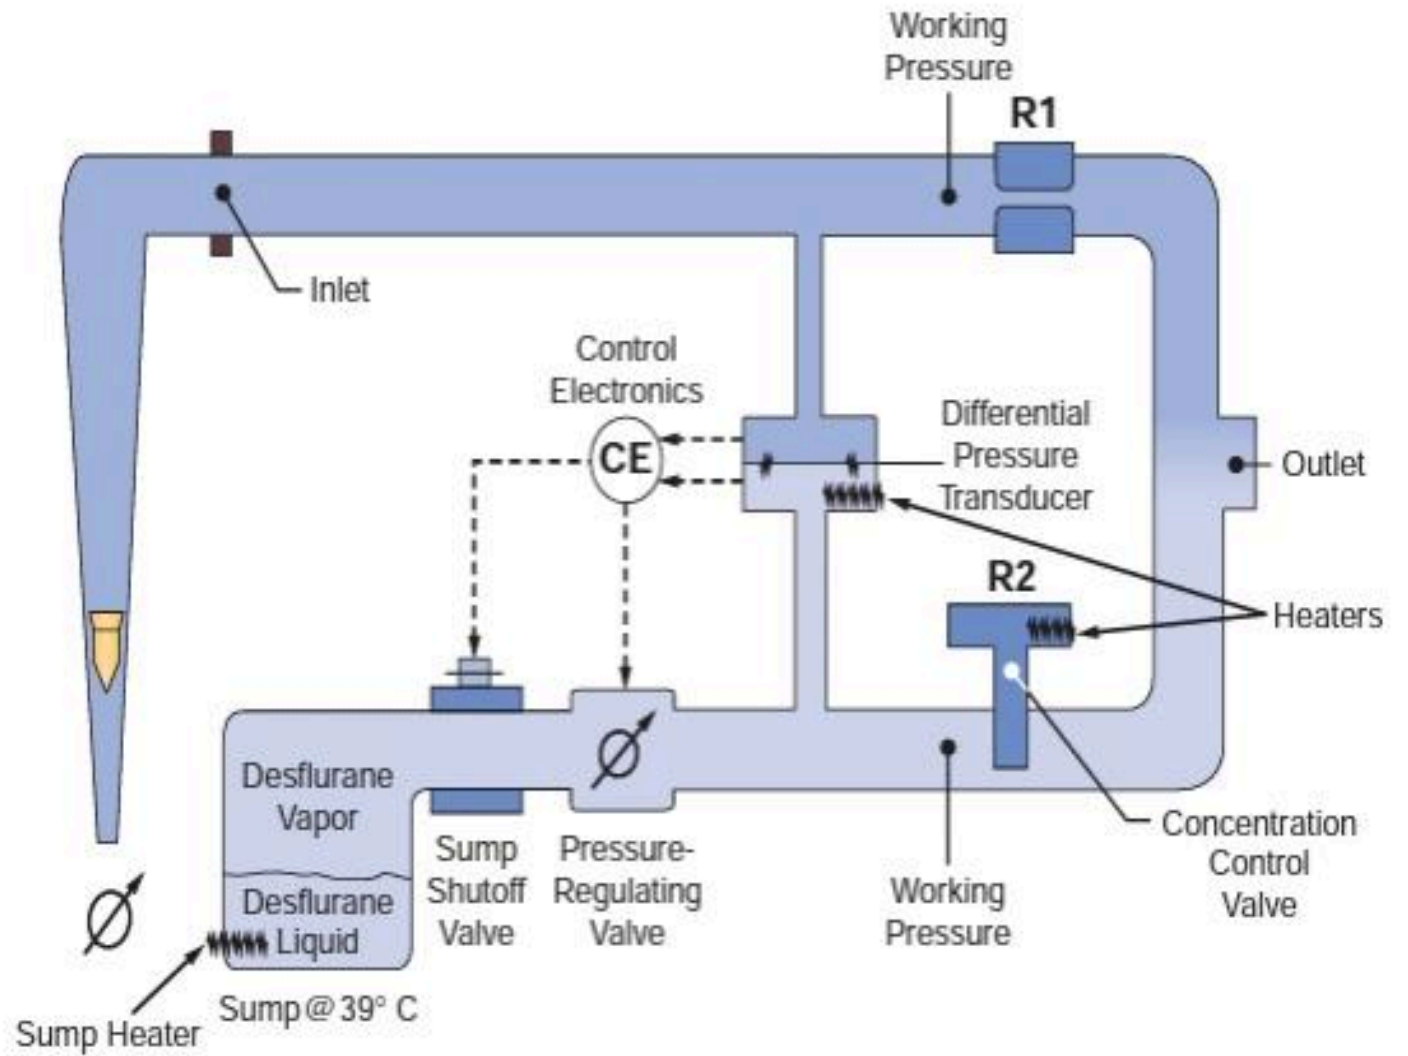 Working
Pressure
R1
Inlet
Control
Electronics
CE
Differential
Pressure
Transducer
Outlet
R2
Heaters
Desflurane
Vapor
Desflurane
Liquid
Sump
Shutoff
Valve
Pressure-
Regulating
Valve
Working
Pressure
Concentration
Control
Valve
Sump @ 39° C
Sump Heater